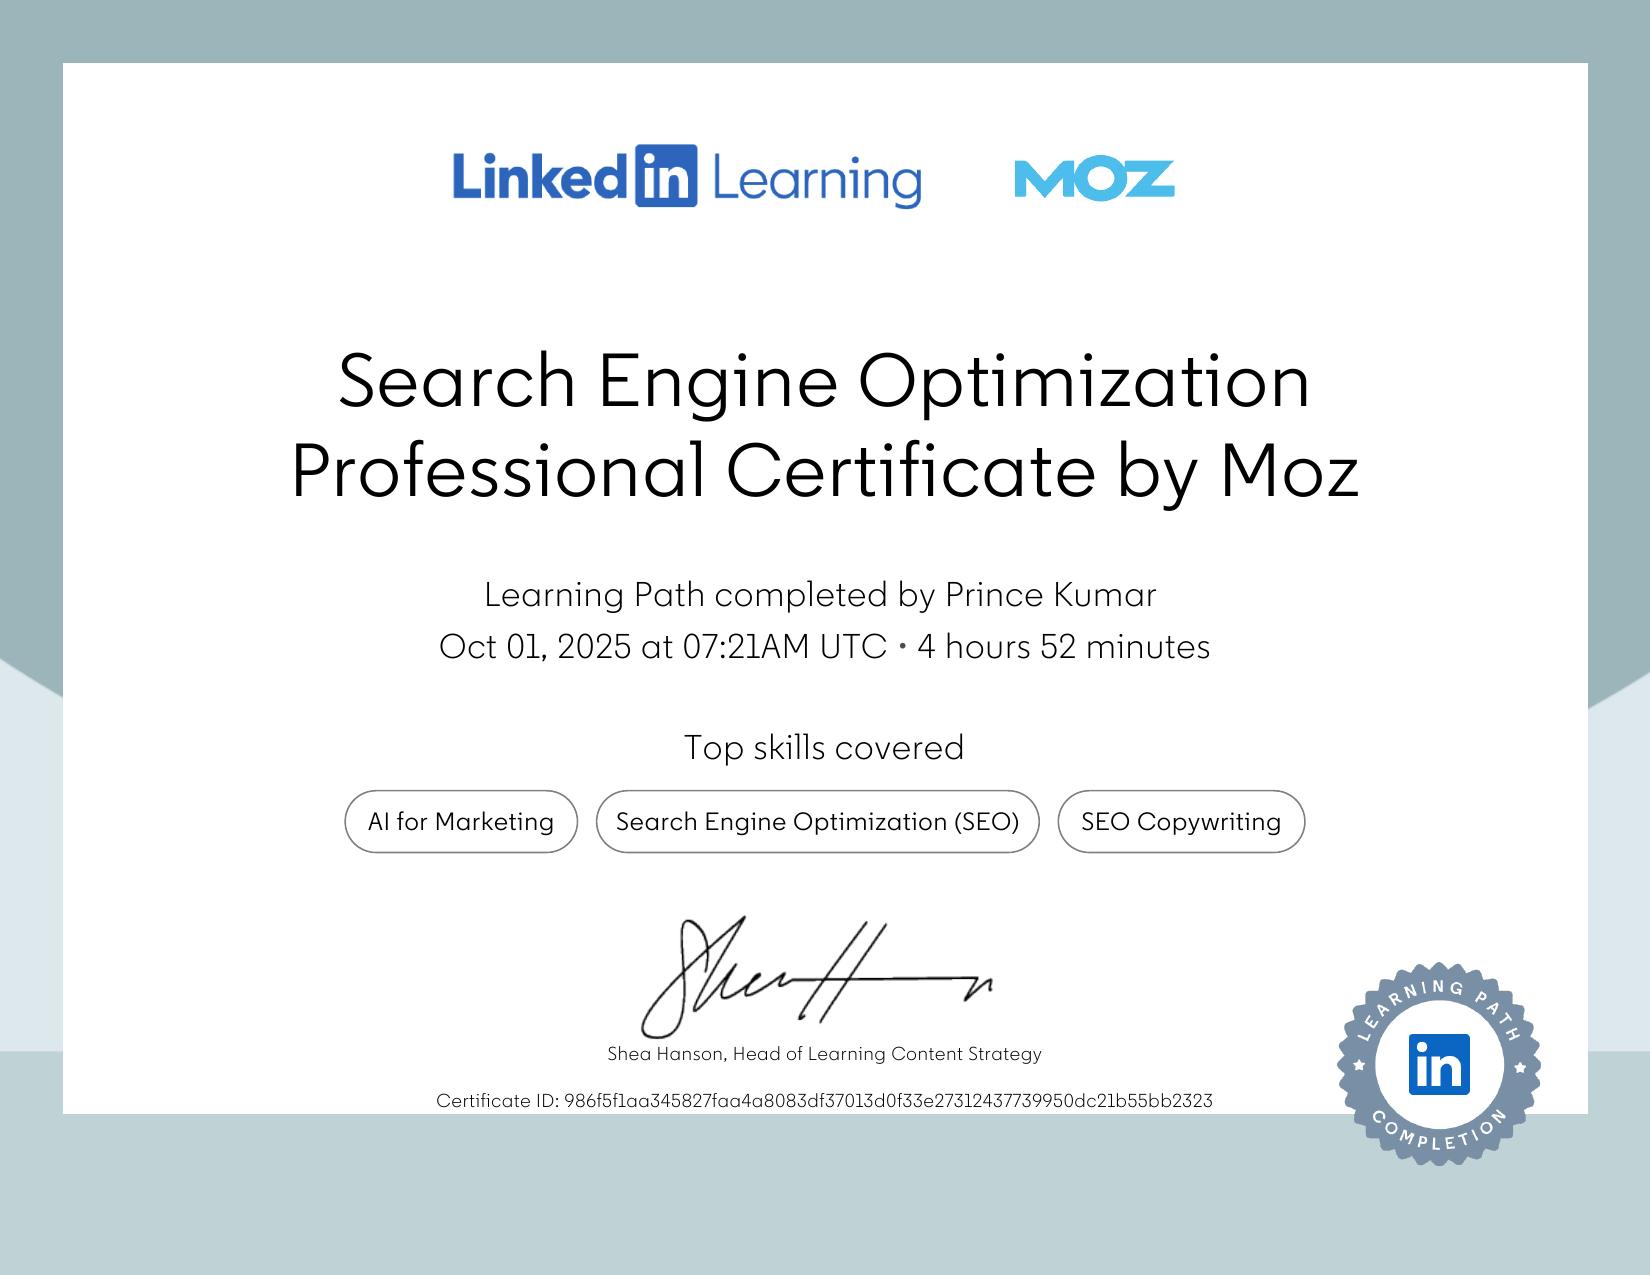 Linked in Learning MOZ
Search Engine Optimization
Professional Certificate by Moz
Learning Path completed by Prince Kumar
Oct 01, 2025 at 07:21AM UTC • 4 hours 52 minutes
Top skills covered
AI for Marketing Search Engine Optimization (SEO) SEO Copywriting
Shea Hanson, Head of Learning Content Strategy
Certificate ID: 986f5f1aa345827faa4a8083df37013d0f33e27312437739950dc21b55bb2323
LEARNING PATH
in
COMPLETION